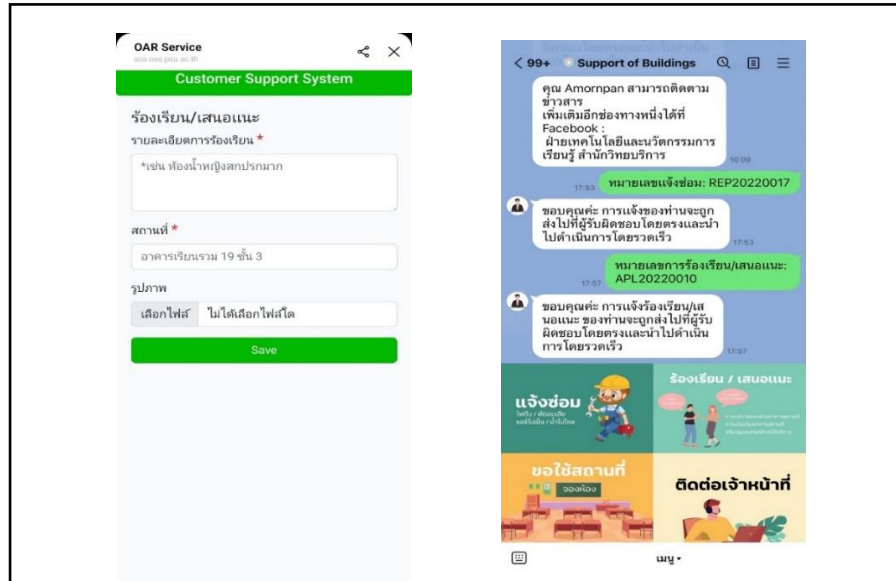 OAR Service
Customer Support System
ร้องเรียน/เสนอแนะ
รายละเอียดการร้องเรียน *
*เช่น ห้องน้ำหญิงสกปรกมาก
สถานที่ *
อาคารเรียนรวม 19 ชั้น 3
รูปภาพ
เลือกไฟล์ ไม่ได้เลือกไฟล์ใด
Save
< 99+ Support of Buildings
คุณ Amornpan สามารถติดตาม
ข่าวสาร
เพิ่มเติมอีกช่องทางหนึ่งได้ที่
Facebook :
ฝ่ายเทคโนโลยีและนวัตกรรมการ
เรียนรู้ สำนักวิทยบริการ
16:09
17:53 หมายเลขแจ้งซ่อม: REP20220017
ขอบคุณค่ะ การแจ้งของท่านจะถูก
ส่งไปที่ผู้รับผิดชอบโดยตรงและนำ
ไปดำเนินการโดยรวดเร็ว
17:53
หมายเลขการร้องเรียน/เสนอแนะ:
17:57 APL20220010
ขอบคุณค่ะ การแจ้งร้องเรียน/เส
นอแนะ ของท่านจะถูกส่งไปที่ผู้รับ
ผิดชอบโดยตรงและนำไปดำเนิน
การโดยรวดเร็ว
17:57
แจ้งซ่อม
ร้องเรียน / เสนอแนะ
ขอใช้สถานที่
จองห้อง
ติดต่อเจ้าหน้าที่
เมนู